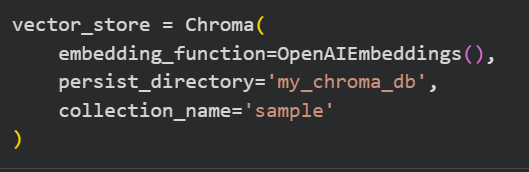 vector_store = Chroma(
    embedding_function=OpenAIEmbeddings(),
    persist_directory='my_chroma_db',
    collection_name='sample'
)